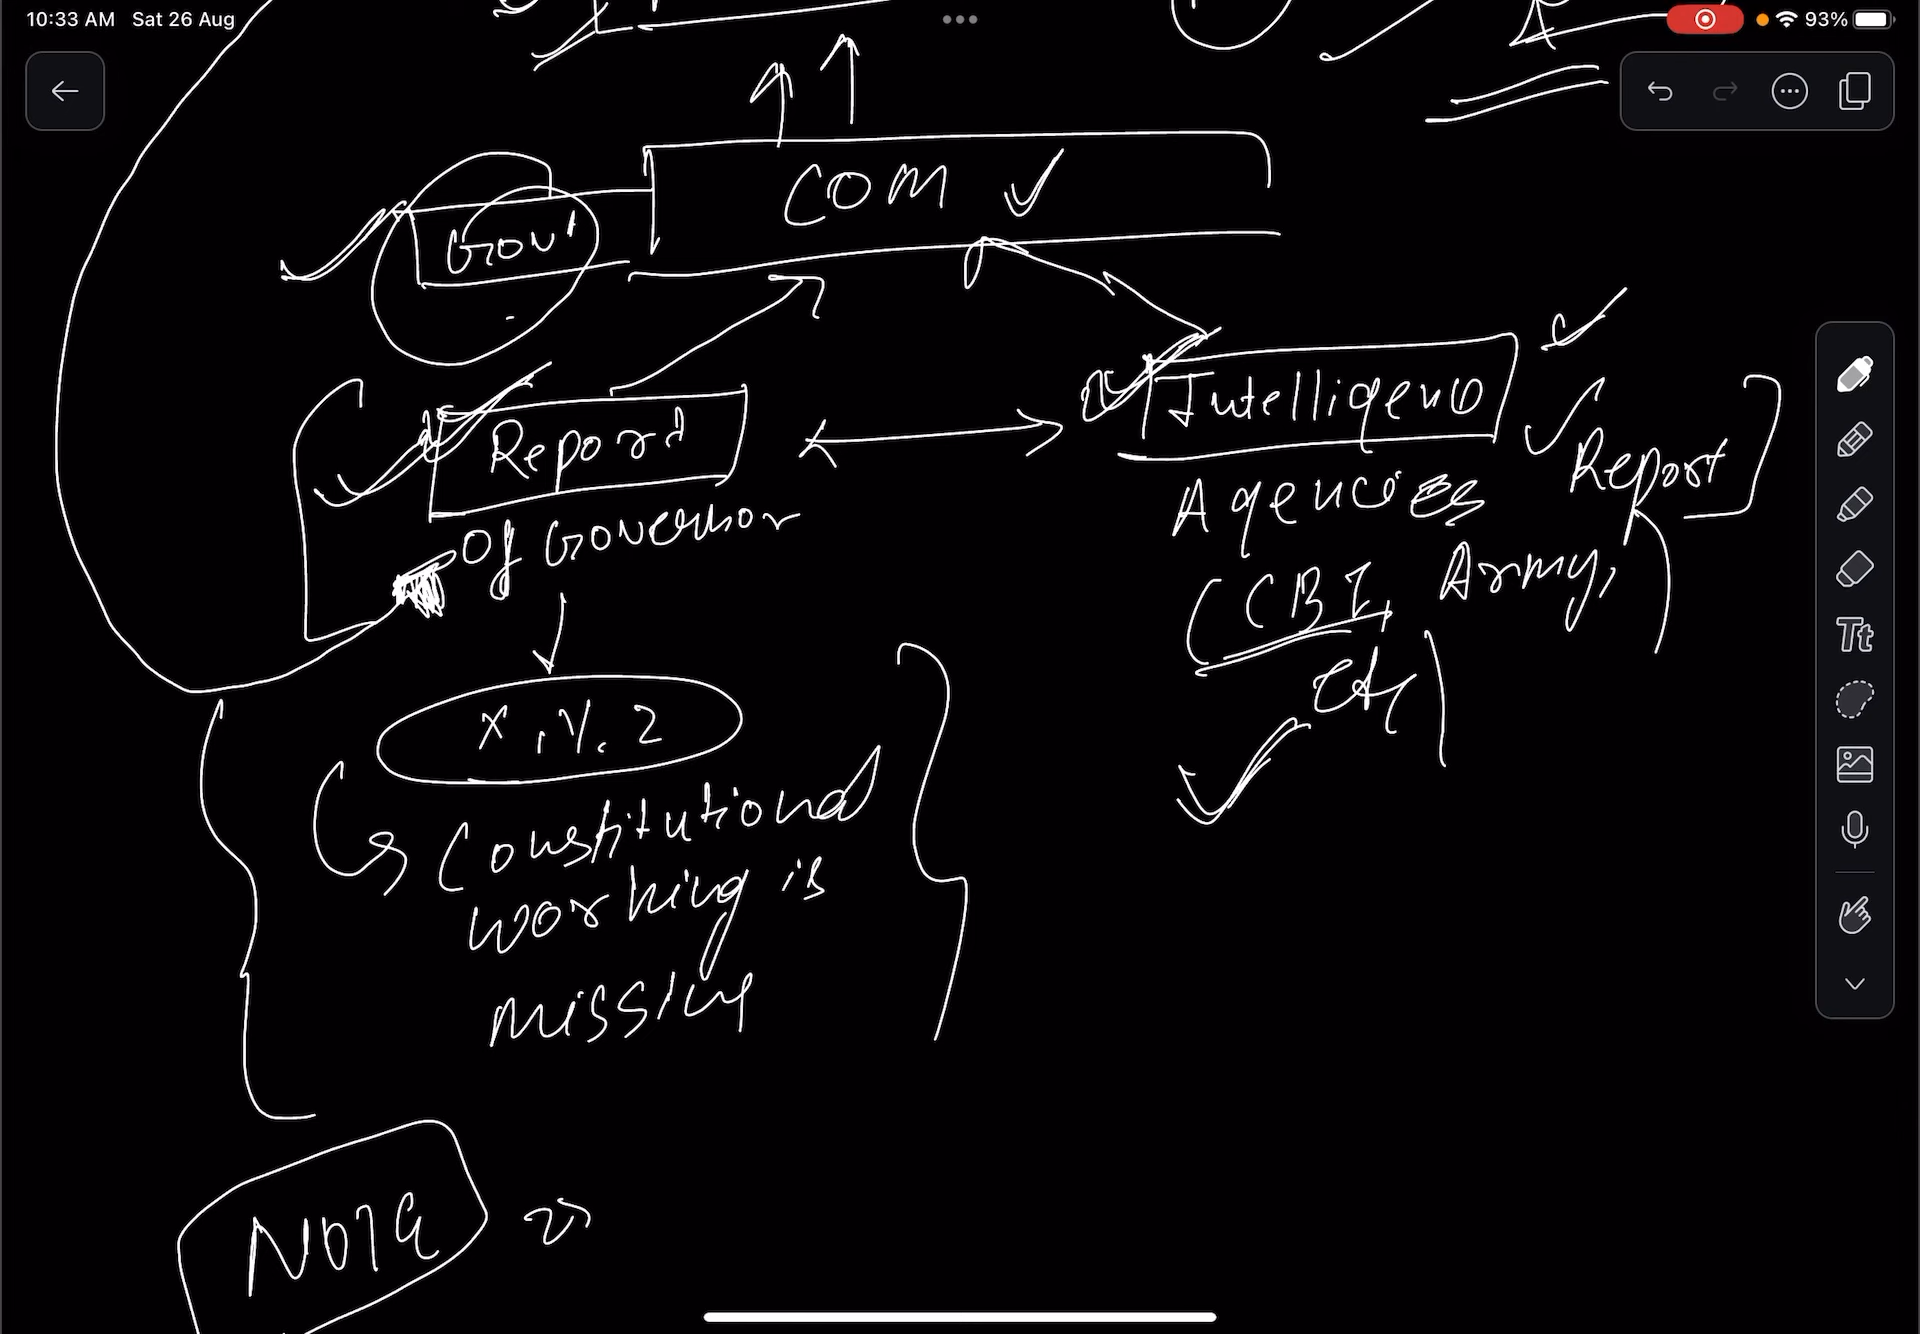 10:33 AM Sat 26 Aug
93%
COM
Govt
Report
of Governor
Intelligence
Agencies
Report
(CBI, Army,
etc)
X, Y, Z
Constitutional
working is
missing
Tt
NOTE